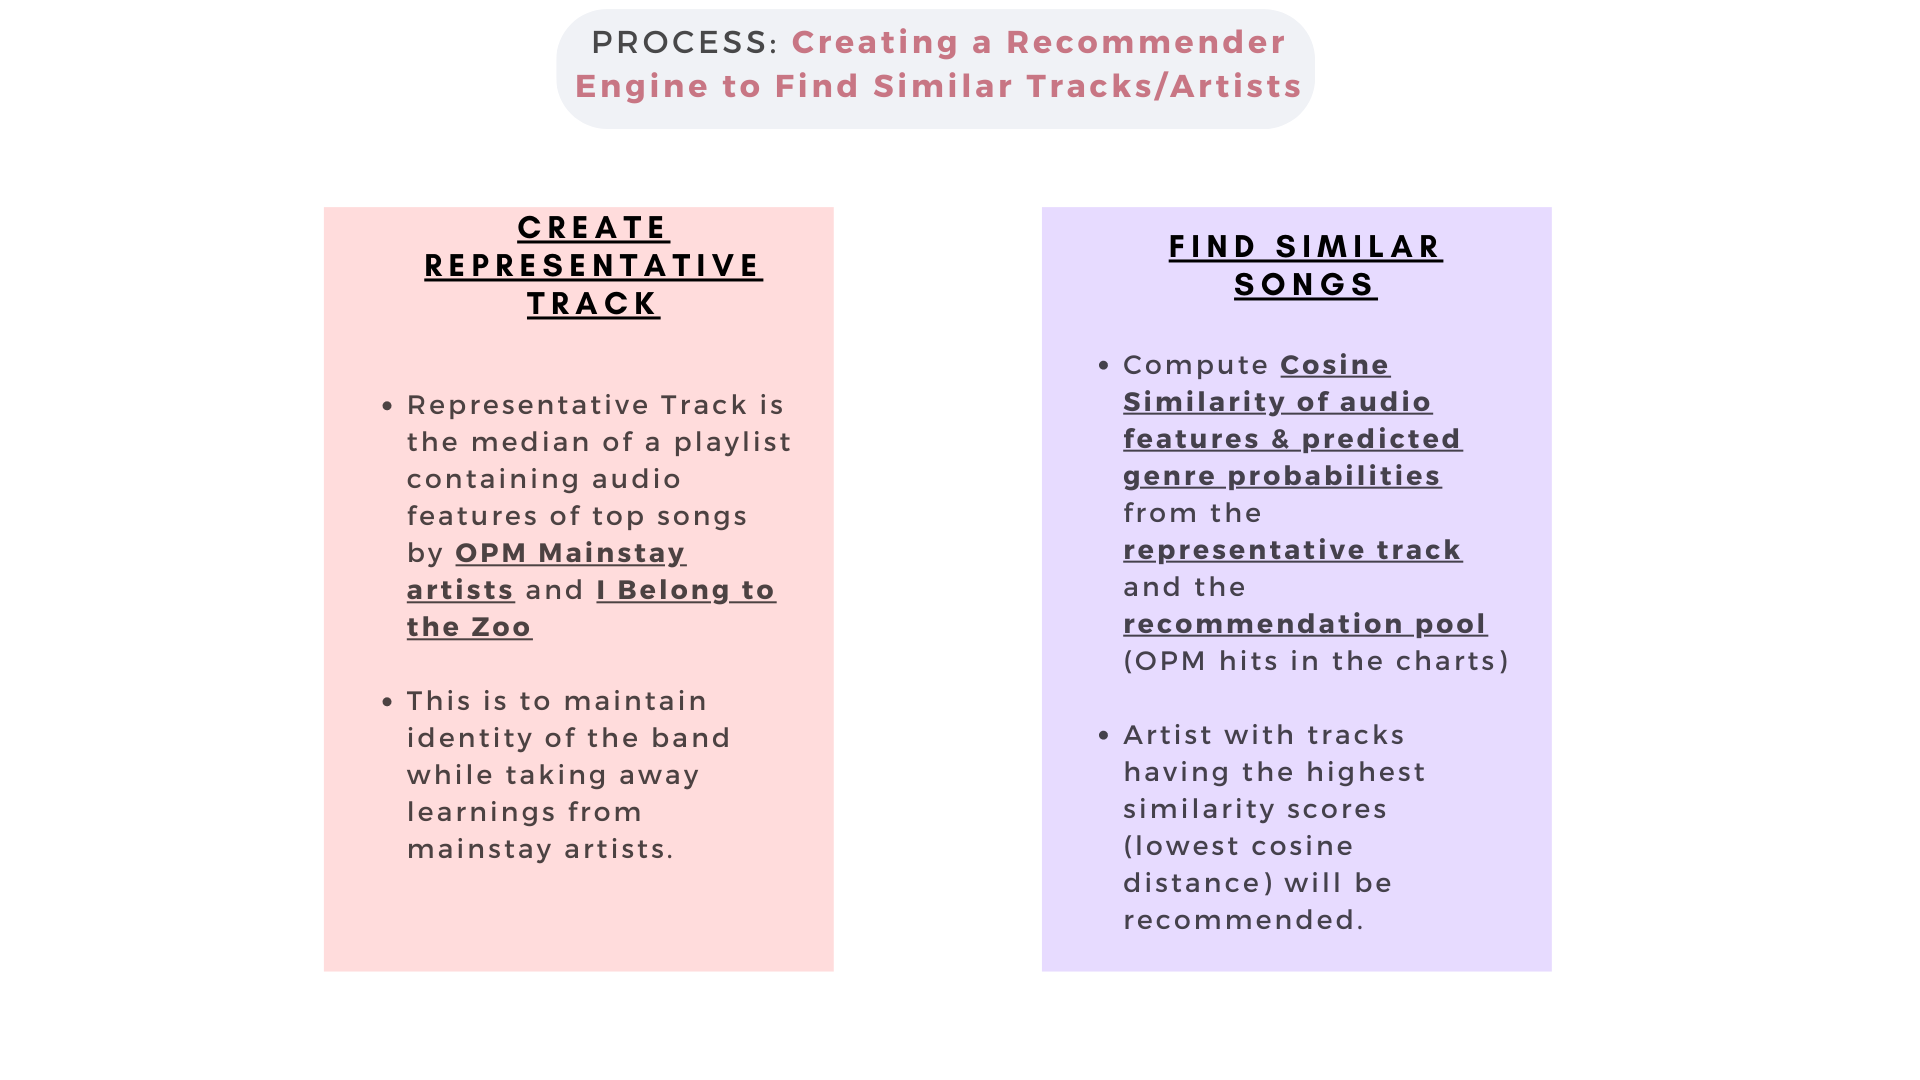 PROCESS: Creating a Recommender
Engine to Find Similar Tracks/Artists
CREATE
REPRESENTATIVE
TRACK
• Representative Track is
the median of a playlist
containing audio
features of top songs
by OPM Mainstay
artists and I Belong to
the Zoo
• This is to maintain
identity of the band
while taking away
learnings from
mainstay artists.
FIND SIMILAR
SONGS
• Compute Cosine
Similarity of audio
features & predicted
genre probabilities
from the
representative track
and the
recommendation pool
(OPM hits in the charts)
• Artist with tracks
having the highest
similarity scores
(lowest cosine
distance) will be
recommended.